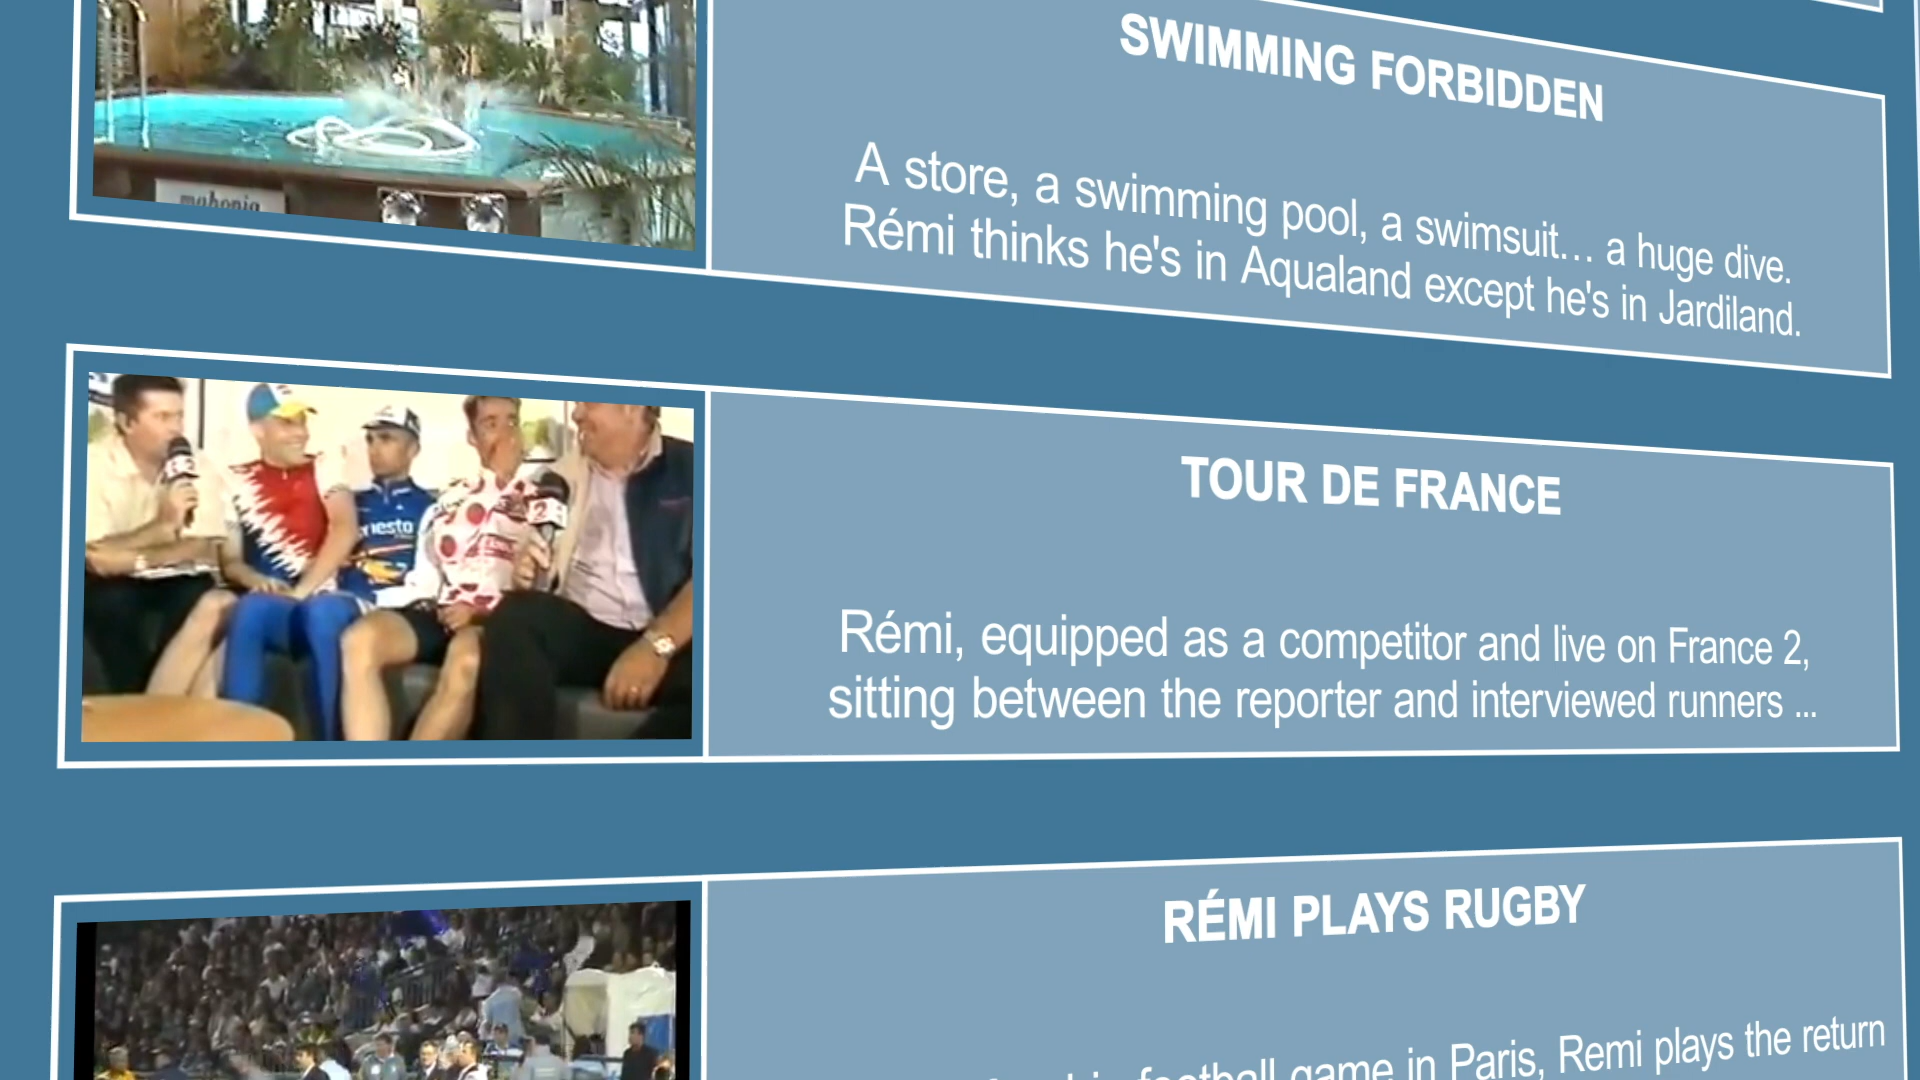 SWIMMING FORBIDDEN
A store, a swimming pool, a swimsuit... a huge dive.
Rémi thinks he's in Aqualand except he's in Jardiland.
mahonia
TOUR DE FRANCE
Rémi, equipped as a competitor and live on France 2,
sitting between the reporter and interviewed runners ...
RÉMI PLAYS RUGBY
football game in Paris, Remi plays the return